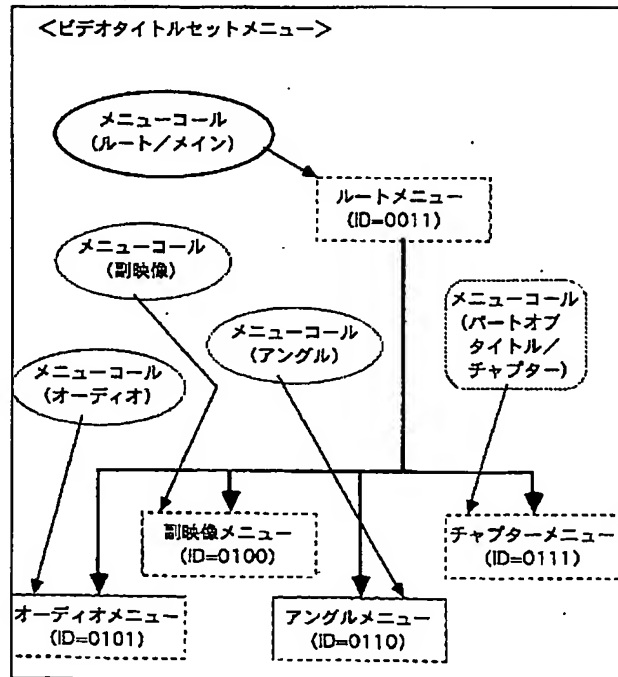 <ビデオタイトルセットメニュー>
メニューコール
(ルート/メイン)
ルートメニュー
(ID=0011)
メニューコール
(副映像)
メニューコール
(アングル)
メニューコール
(パートオブ
タイトル/
チャプター)
メニューコール
(オーディオ)
副映像メニュー
(ID=0100)
チャプターメニュー
(ID=0111)
オーディオメニュー
(ID=0101)
アングルメニュー
(ID=0110)